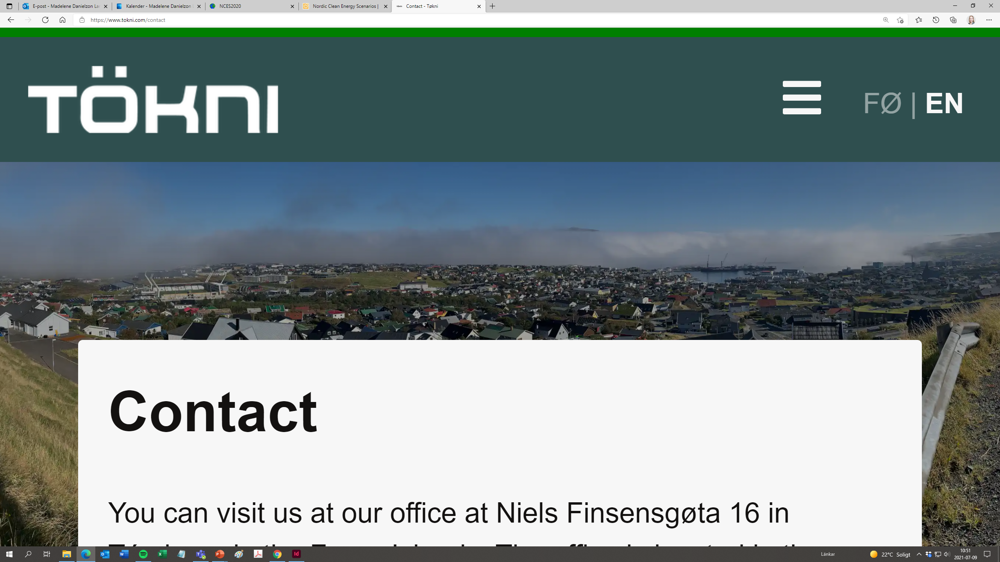 E-post - Madelene Danielzon Lar
Kalender - Madelene Danielzon
NCES2020
Nordic Clean Energy Scenarios |
Contact - Tøkni
https://www.tokni.com/contact
TÖKNI
FØ | EN
Contact
You can visit us at our office at Niels Finsensgøta 16 in
Länkar
22°C Soligt
10:51
2021-07-09